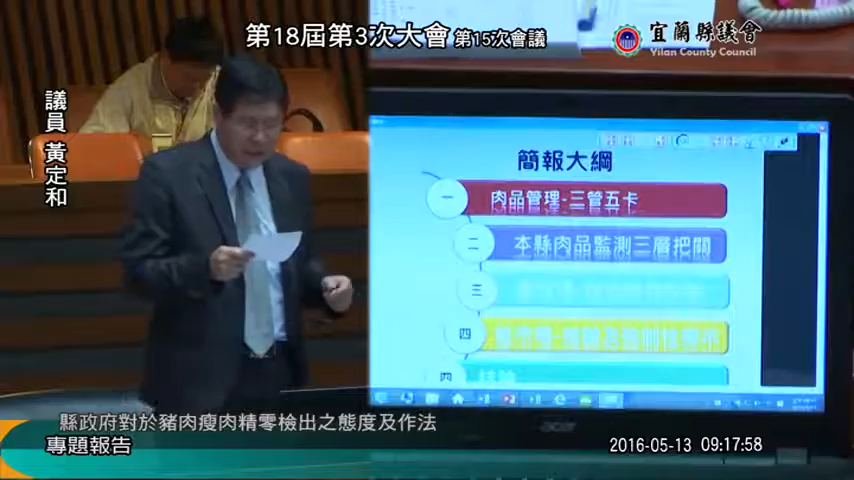 第18屆第3次大會 第15次會議
宜蘭縣議會
Yilan County Council
議員 黃定和
簡報大綱
一 肉品管理-三管五卡
二 本縣肉品監測三層把關
三
四
四 結論
acer
縣政府對於豬肉瘦肉精零檢出之態度及作法
專題報告
2016-05-13 09:17:58